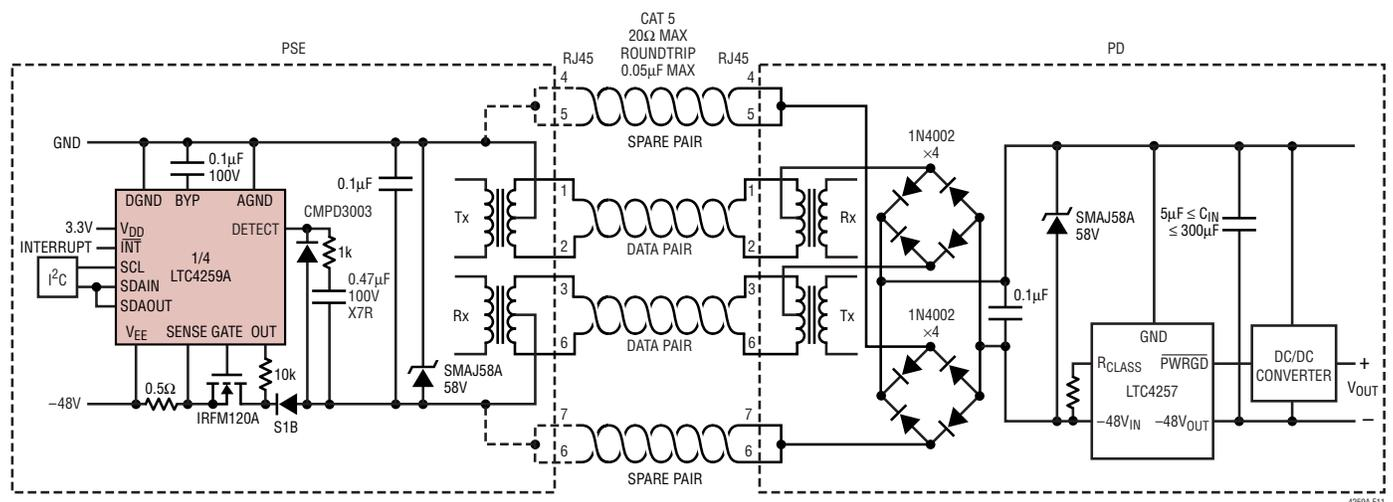 CAT 5
20Ω MAX
ROUNDTRIP
0.05µF MAX
PSE
PD
RJ45
RJ45
4
5
4
5
SPARE PAIR
GND
0.1µF
100V
0.1µF
DGND
BYP
AGND
CMPD3003
DETECT
1k
0.47µF
100V
X7R
3.3V
VDD
INTERRUPT
INT
I2C
SCL
SDAIN
SDAOUT
1/4
LTC4259A
VEE
SENSE
GATE
OUT
10k
0.5Ω
–48V
IRFM120A
S1B
SMAJ58A
58V
Tx
1
2
DATA PAIR
1
2
Rx
Rx
3
6
DATA PAIR
3
6
Tx
7
6
SPARE PAIR
7
6
1N4002
×4
1N4002
×4
0.1µF
SMAJ58A
58V
5µF ≤ CIN
≤ 300µF
GND
RCLASS
PWRGD
LTC4257
–48VIN
–48VOUT
DC/DC
CONVERTER
+
VOUT
–
4259A F11